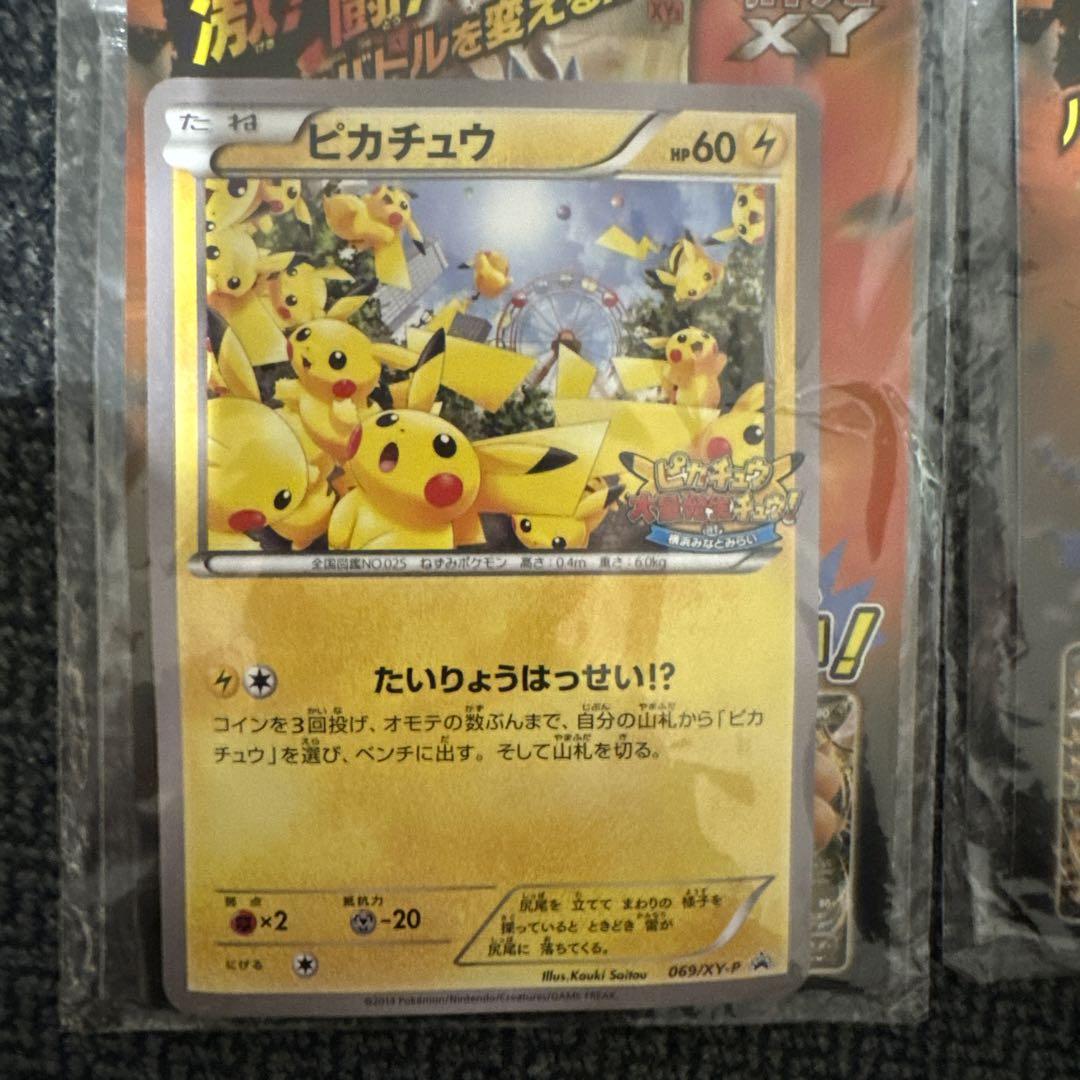 バトルを変える
XY
たね
ピカチュウ
HP60
ピカチュウ
大量発生チュウ!
横浜みなとみらい
全国図鑑NO.025 ねずみポケモン 高さ:0.4m 重さ:6.0kg
たいりょうはっせい!?
コインを3回投げ、オモテの数ぶんまで、自分の山札から「ピカ
チュウ」を選び、ベンチに出す。そして山札を切る。
弱点 抵抗力
×2 -20
にげる
尻尾を 立てて まわりの 様子を
探っていると ときどき 雷が
尻尾に 落ちてくる。
Illus.Kouki Saitou 069/XY-P
©2014 Pokémon/Nintendo/Creatures/GAME FREAK.